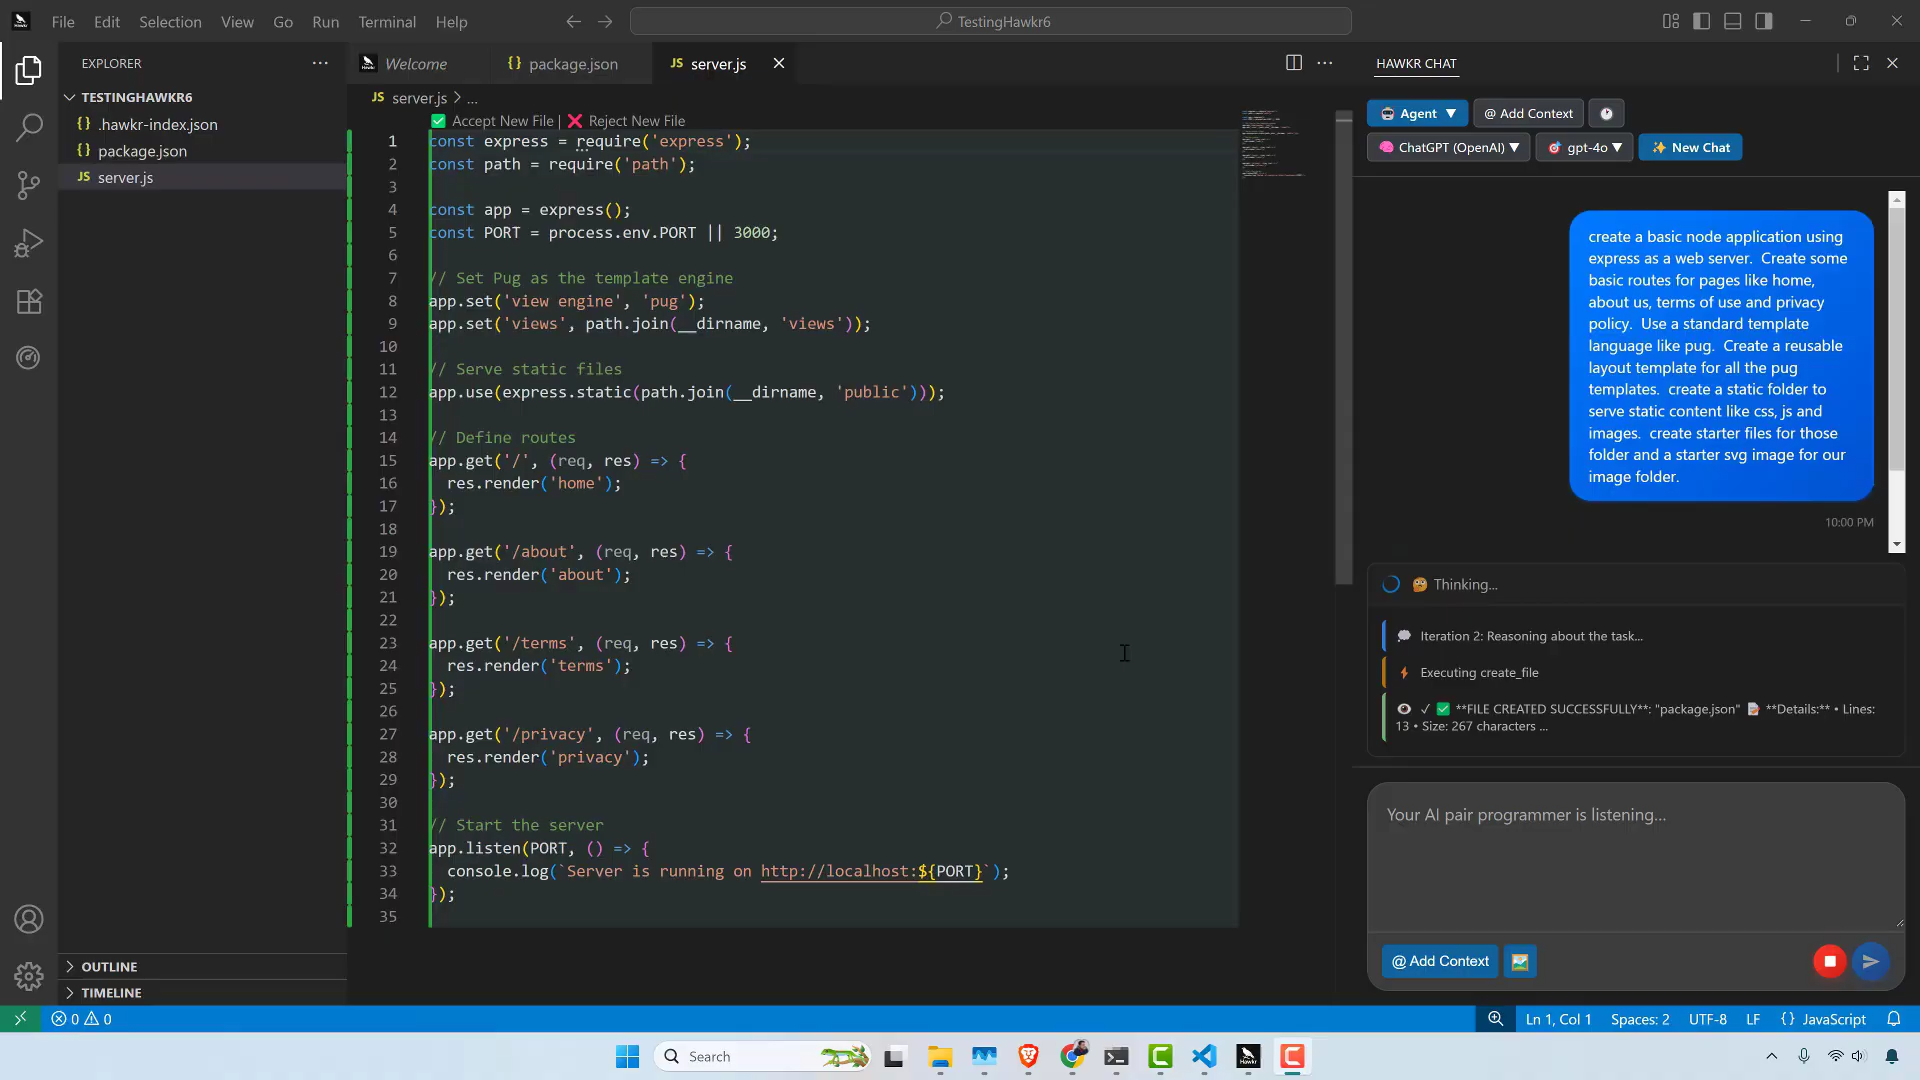 File Edit Selection View Go Run Terminal Help
TestingHawkr6
EXPLORER
TESTINGHAWKR6
{} .hawkr-index.json
{} package.json
JS server.js
OUTLINE
TIMELINE
Welcome
{} package.json
JS server.js
JS server.js > ...
Accept New File | Reject New File
1 const express = require('express');
2 const path = require('path');
3
4 const app = express();
5 const PORT = process.env.PORT || 3000;
6
7 // Set Pug as the template engine
8 app.set('view engine', 'pug');
9 app.set('views', path.join(__dirname, 'views'));
10
11 // Serve static files
12 app.use(express.static(path.join(__dirname, 'public')));
13
14 // Define routes
15 app.get('/', (req, res) => {
16 res.render('home');
17 });
18
19 app.get('/about', (req, res) => {
20 res.render('about');
21 });
22
23 app.get('/terms', (req, res) => {
24 res.render('terms');
25 });
26
27 app.get('/privacy', (req, res) => {
28 res.render('privacy');
29 });
30
31 // Start the server
32 app.listen(PORT, () => {
33 console.log(`Server is running on http://localhost:${PORT}`);
34 });
35
HAWKR CHAT
Agent ▼ @ Add Context
ChatGPT (OpenAI) ▼ gpt-4o ▼ New Chat
create a basic node application using
express as a web server. Create some
basic routes for pages like home,
about us, terms of use and privacy
policy. Use a standard template
language like pug. Create a reusable
layout template for all the pug
templates. create a static folder to
serve static content like css, js and
images. create starter files for those
folder and a starter svg image for our
image folder.
10:00 PM
Thinking...
Iteration 2: Reasoning about the task...
Executing create_file
✓ **FILE CREATED SUCCESSFULLY**: "package.json" **Details:** • Lines:
13 • Size: 267 characters ...
Your AI pair programmer is listening...
@ Add Context
0 0
Ln 1, Col 1 Spaces: 2 UTF-8 LF {} JavaScript
Search